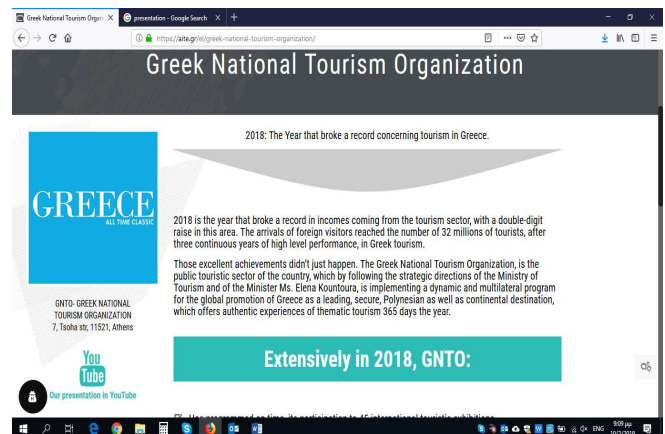 Greek National Tourism Organ
presentation - Google Search
https://aite.gr/el/greek-national-tourism-organization/
Greek National Tourism Organization
2018: The Year that broke a record concerning tourism in Greece.
GREECE
ALL TIME CLASSIC
GNTO- GREEK NATIONAL
TOURISM ORGANIZATION
7, Tsoha str, 11521, Athens
You
Tube
Our presentation in YouTube
2018 is the year that broke a record in incomes coming from the tourism sector, with a double-digit
raise in this area. The arrivals of foreign visitors reached the number of 32 millions of tourists, after
three continuous years of high level performance, in Greek tourism.
Those excellent achievements didn't just happen. The Greek National Tourism Organization, is the
public touristic sector of the country, which by following the strategic directions of the Ministry of
Tourism and of the Minister Ms. Elena Kountoura, is implementing a dynamic and multilateral program
for the global promotion of Greece as a leading, secure, Polynesian as well as continental destination,
which offers authentic experiences of thematic tourism 365 days the year.
Extensively in 2018, GNTO:
ENG
9:09 μμ